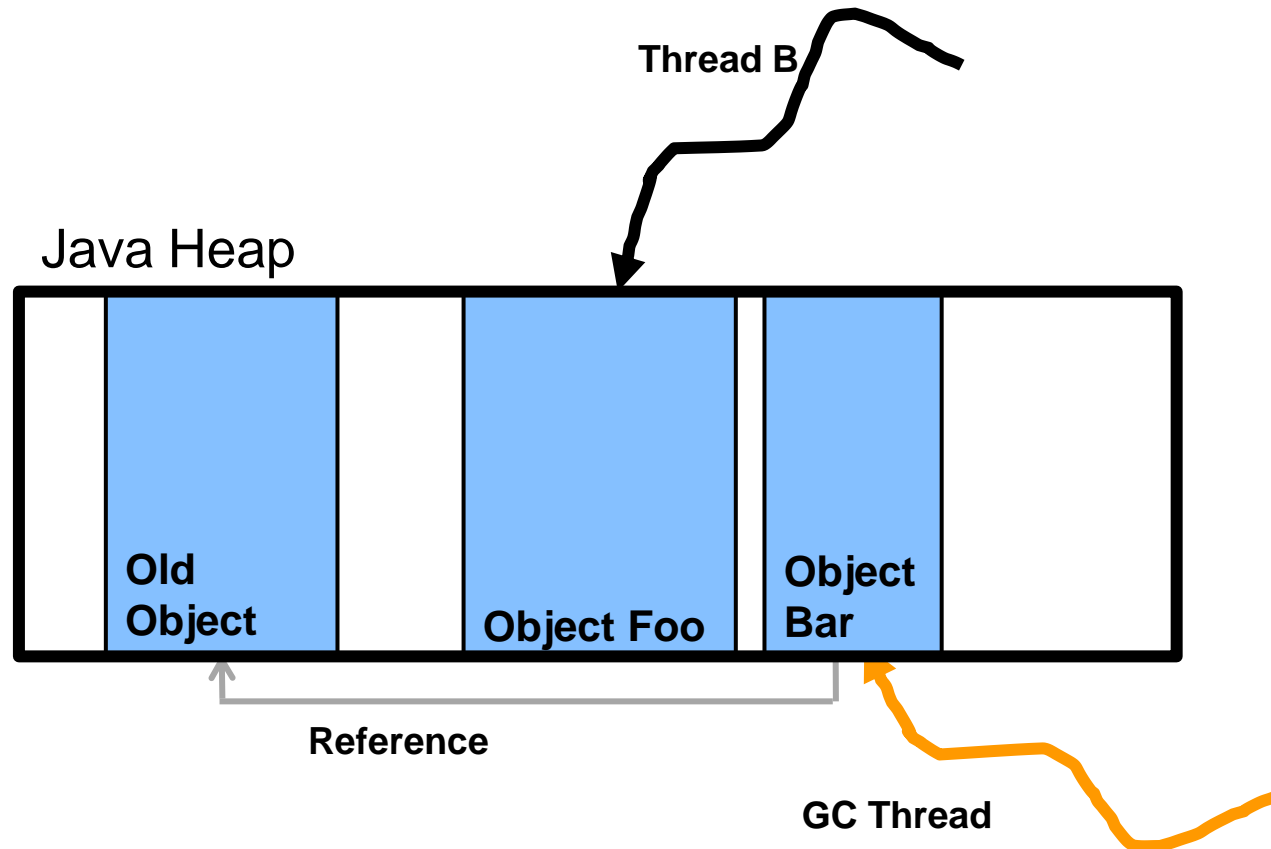 Thread B
Java Heap
Old
Object
Object Foo
Object
Bar
Reference
GC Thread